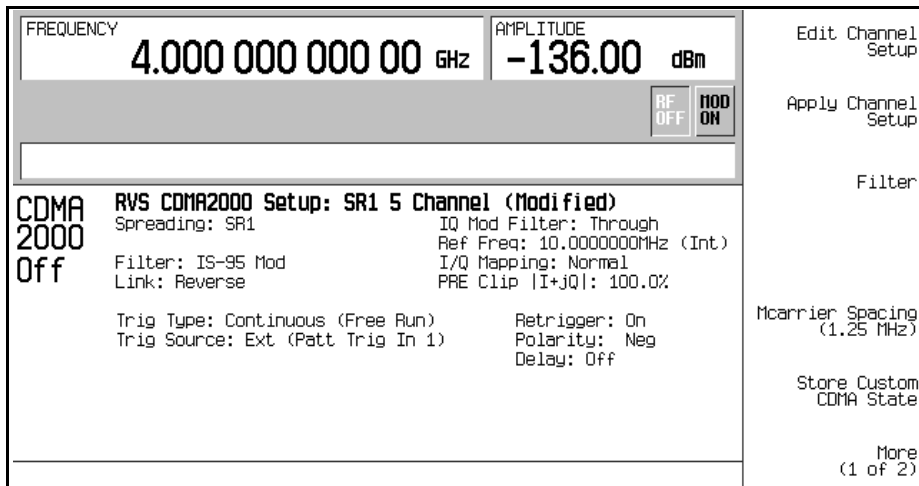 FREQUENCY
4.000 000 000 00 GHz
AMPLITUDE
-136.00 dBm
RF OFF
MOD ON
CDMA 2000 Off
RVS CDMA2000 Setup: SR1 5 Channel (Modified)
Spreading: SR1
IQ Mod Filter: Through
Ref Freq: 10.0000000MHz (Int)
Filter: IS-95 Mod
I/Q Mapping: Normal
Link: Reverse
PRE Clip |I+jQ|: 100.0%
Trig Type: Continuous (Free Run)
Retrigger: On
Trig Source: Ext (Patt Trig In 1)
Polarity: Neg
Delay: Off
Edit Channel
Setup
Apply Channel
Setup
Filter
Mcarrier Spacing
(1.25 MHz)
Store Custom
CDMA State
More
(1 of 2)